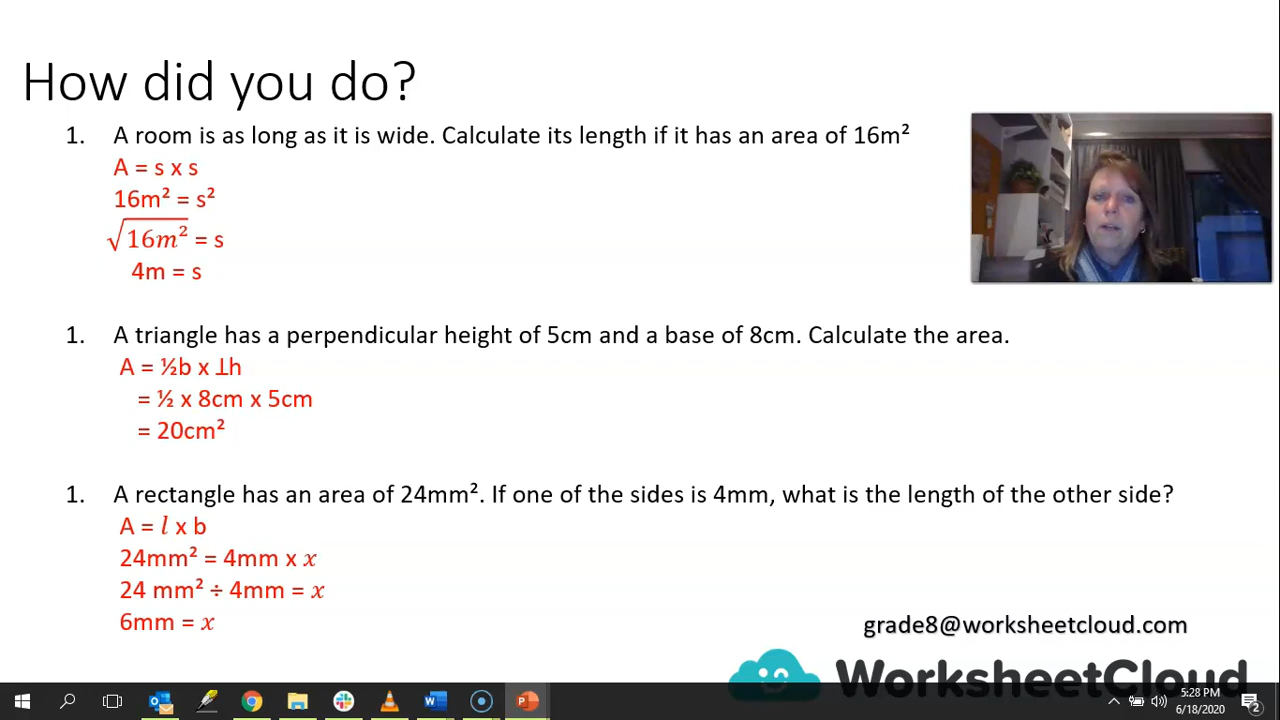 How did you do?
1. A room is as long as it is wide. Calculate its length if it has an area of 16m²
A = s x s
16m² = s²
√16m² = s
4m = s
1. A triangle has a perpendicular height of 5cm and a base of 8cm. Calculate the area.
A = ½b x ⊥h
= ½ x 8cm x 5cm
= 20cm²
1. A rectangle has an area of 24mm². If one of the sides is 4mm, what is the length of the other side?
A = l x b
24mm² = 4mm x x
24 mm² ÷ 4mm = x
6mm = x
grade8@worksheetcloud.com
WorksheetCloud
5:28 PM
6/18/2020
2